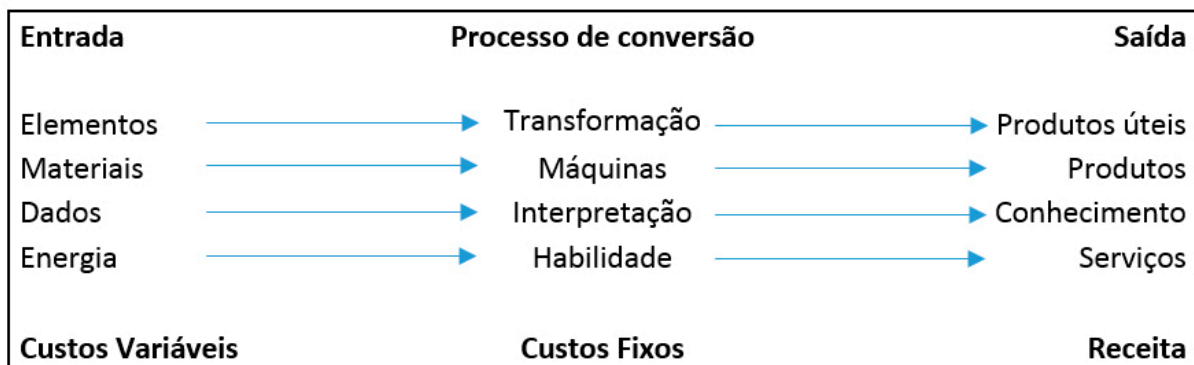 Entrada Processo de conversão Saída
Elementos Transformação Produtos úteis
Materiais Máquinas Produtos
Dados Interpretação Conhecimento
Energia Habilidade Serviços
Custos Variáveis Custos Fixos Receita